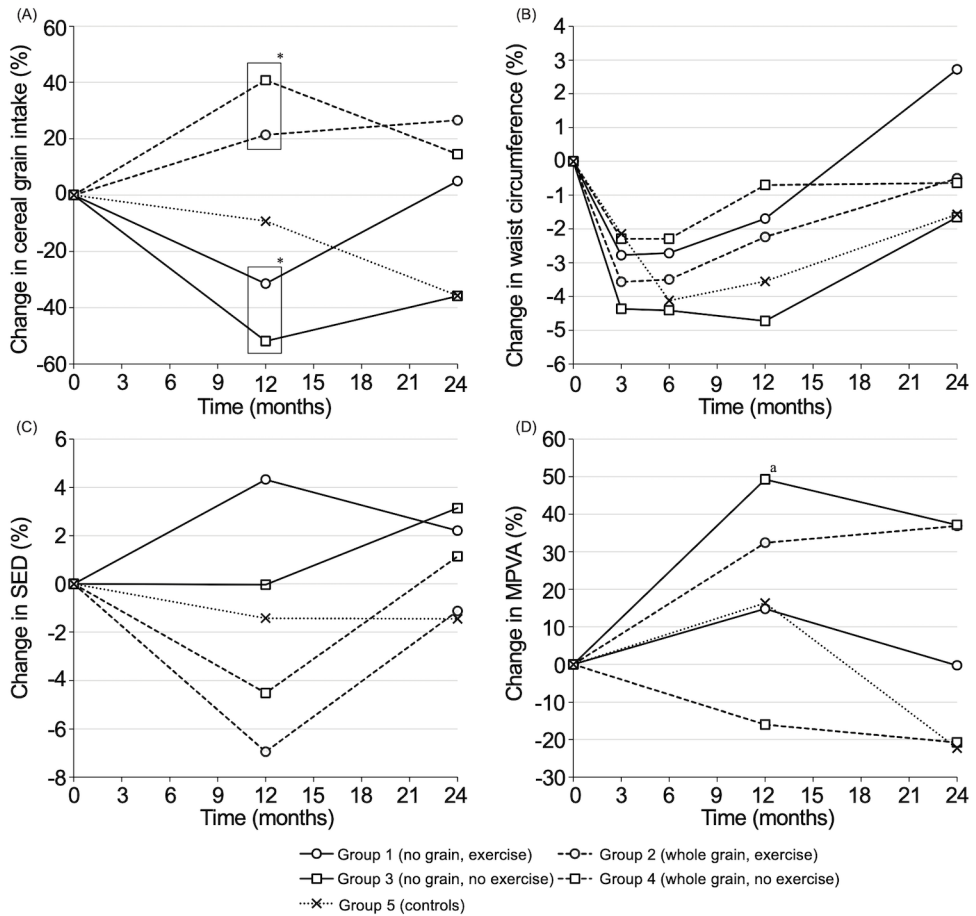 (A)
Change in cereal grain intake (%)
60
40
20
0
-20
-40
-60
*
*
0 3 6 9 12 15 18 21 24
Time (months)
(B)
Change in waist circumference (%)
4
3
2
1
0
-1
-2
-3
-4
-5
-6
0 3 6 9 12 15 18 21 24
Time (months)
(C)
Change in SED (%)
6
4
2
0
-2
-4
-6
-8
0 3 6 9 12 15 18 21 24
Time (months)
(D)
Change in MPVA (%)
60
50
40
30
20
10
0
-10
-20
-30
a
0 3 6 9 12 15 18 21 24
Time (months)
Group 1 (no grain, exercise) Group 2 (whole grain, exercise)
Group 3 (no grain, no exercise) Group 4 (whole grain, no exercise)
Group 5 (controls)